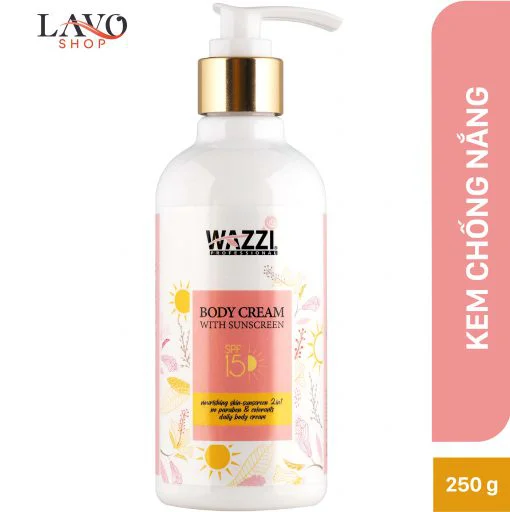 LAVO
SHOP
WAZZI
PROFESSIONAL
BODY CREAM
WITH SUNSCREEN
SPF
15
nourishing skin-sunscreen 2in1
no paraben & colorants
daily body cream
KEM CHỐNG NẮNG
250 g